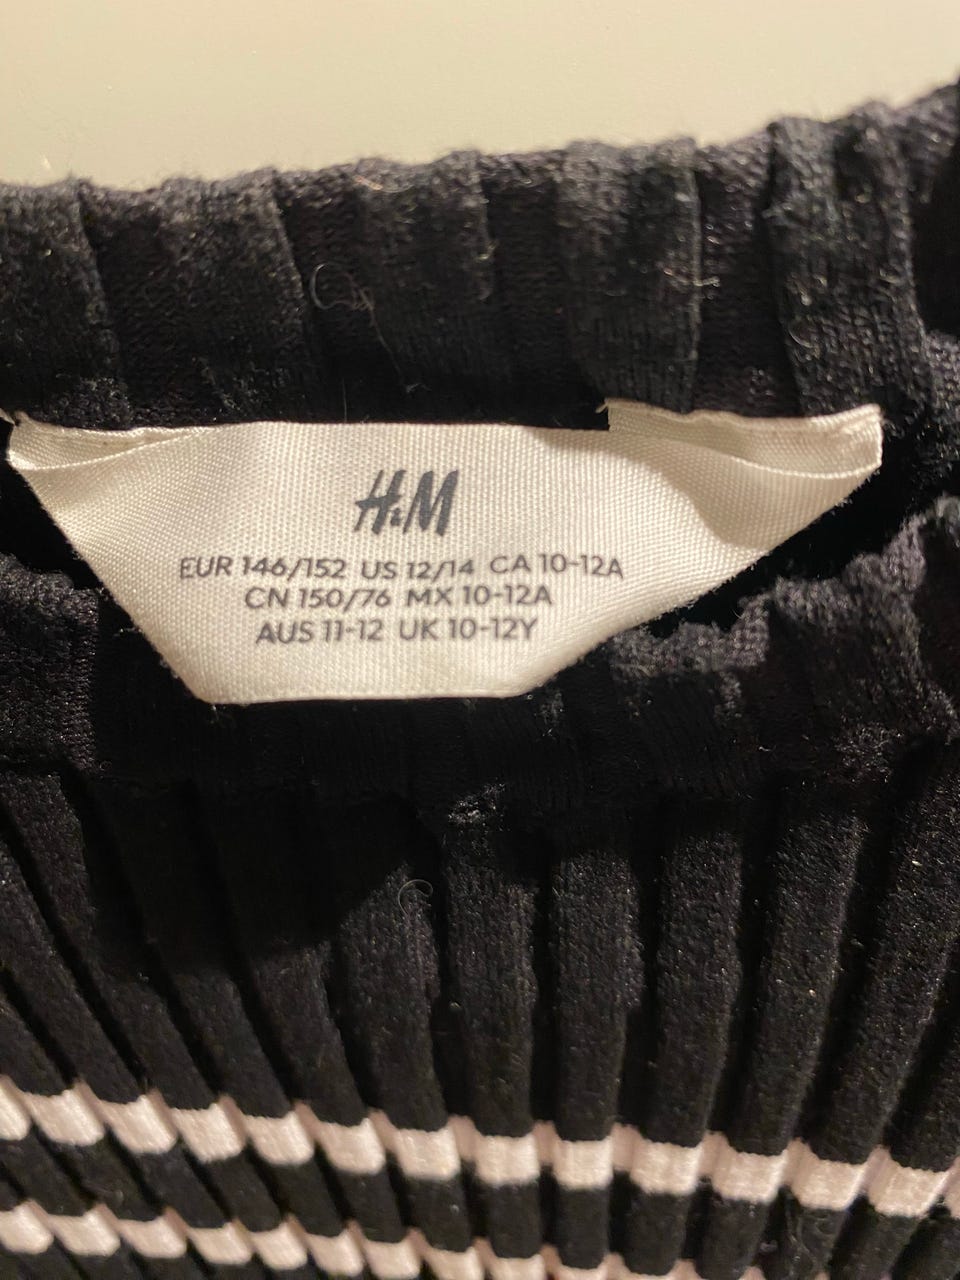 H&M
EUR 146/152 US 12/14 CA 10-12A
CN 150/76 MX 10-12A
AUS 11-12 UK 10-12Y